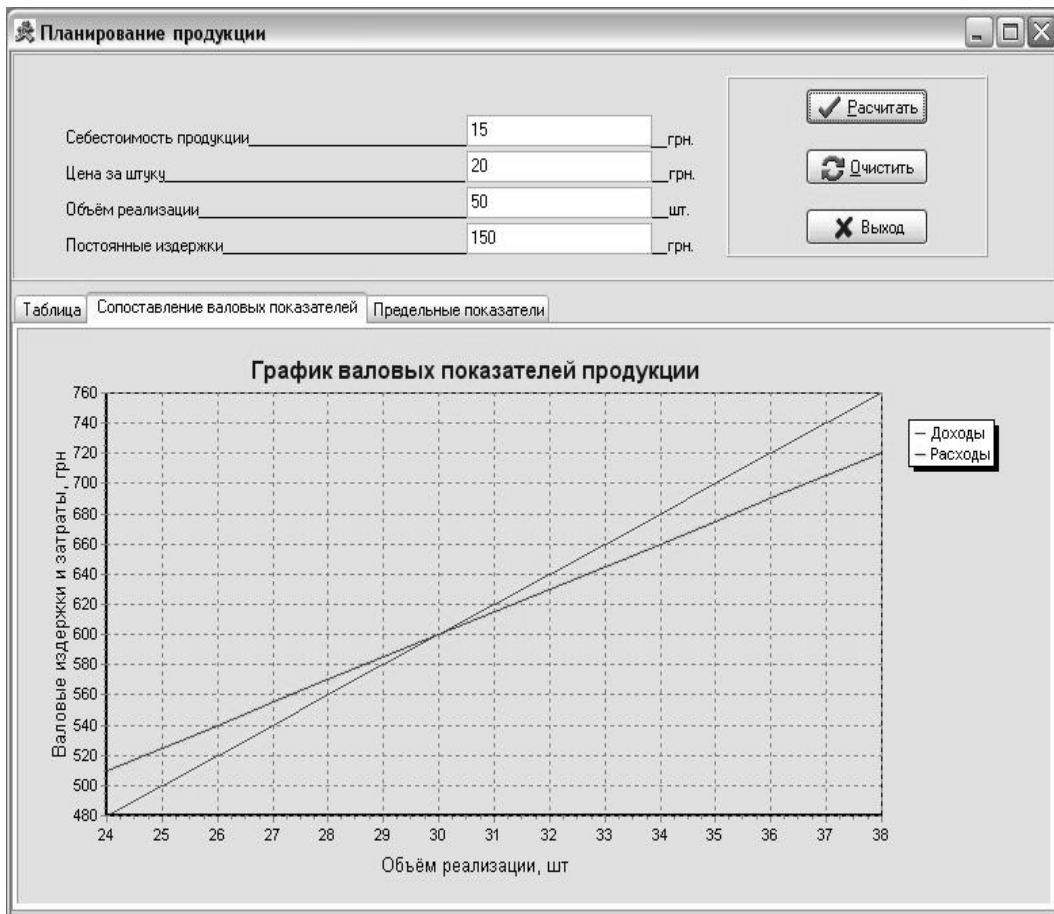 Планирование продукции
Себестоимость продукции 15 грн.
Цена за штуку 20 грн.
Объём реализации 50 шт.
Постоянные издержки 150 грн.
Расчитать
Очистить
Выход
Таблица Сопоставление валовых показателей Предельные показатели
График валовых показателей продукции
Валовые издержки и затраты, грн
760
740
720
700
680
660
640
620
600
580
560
540
520
500
480
24 25 26 27 28 29 30 31 32 33 34 35 36 37 38
Объём реализации, шт
Доходы
Расходы